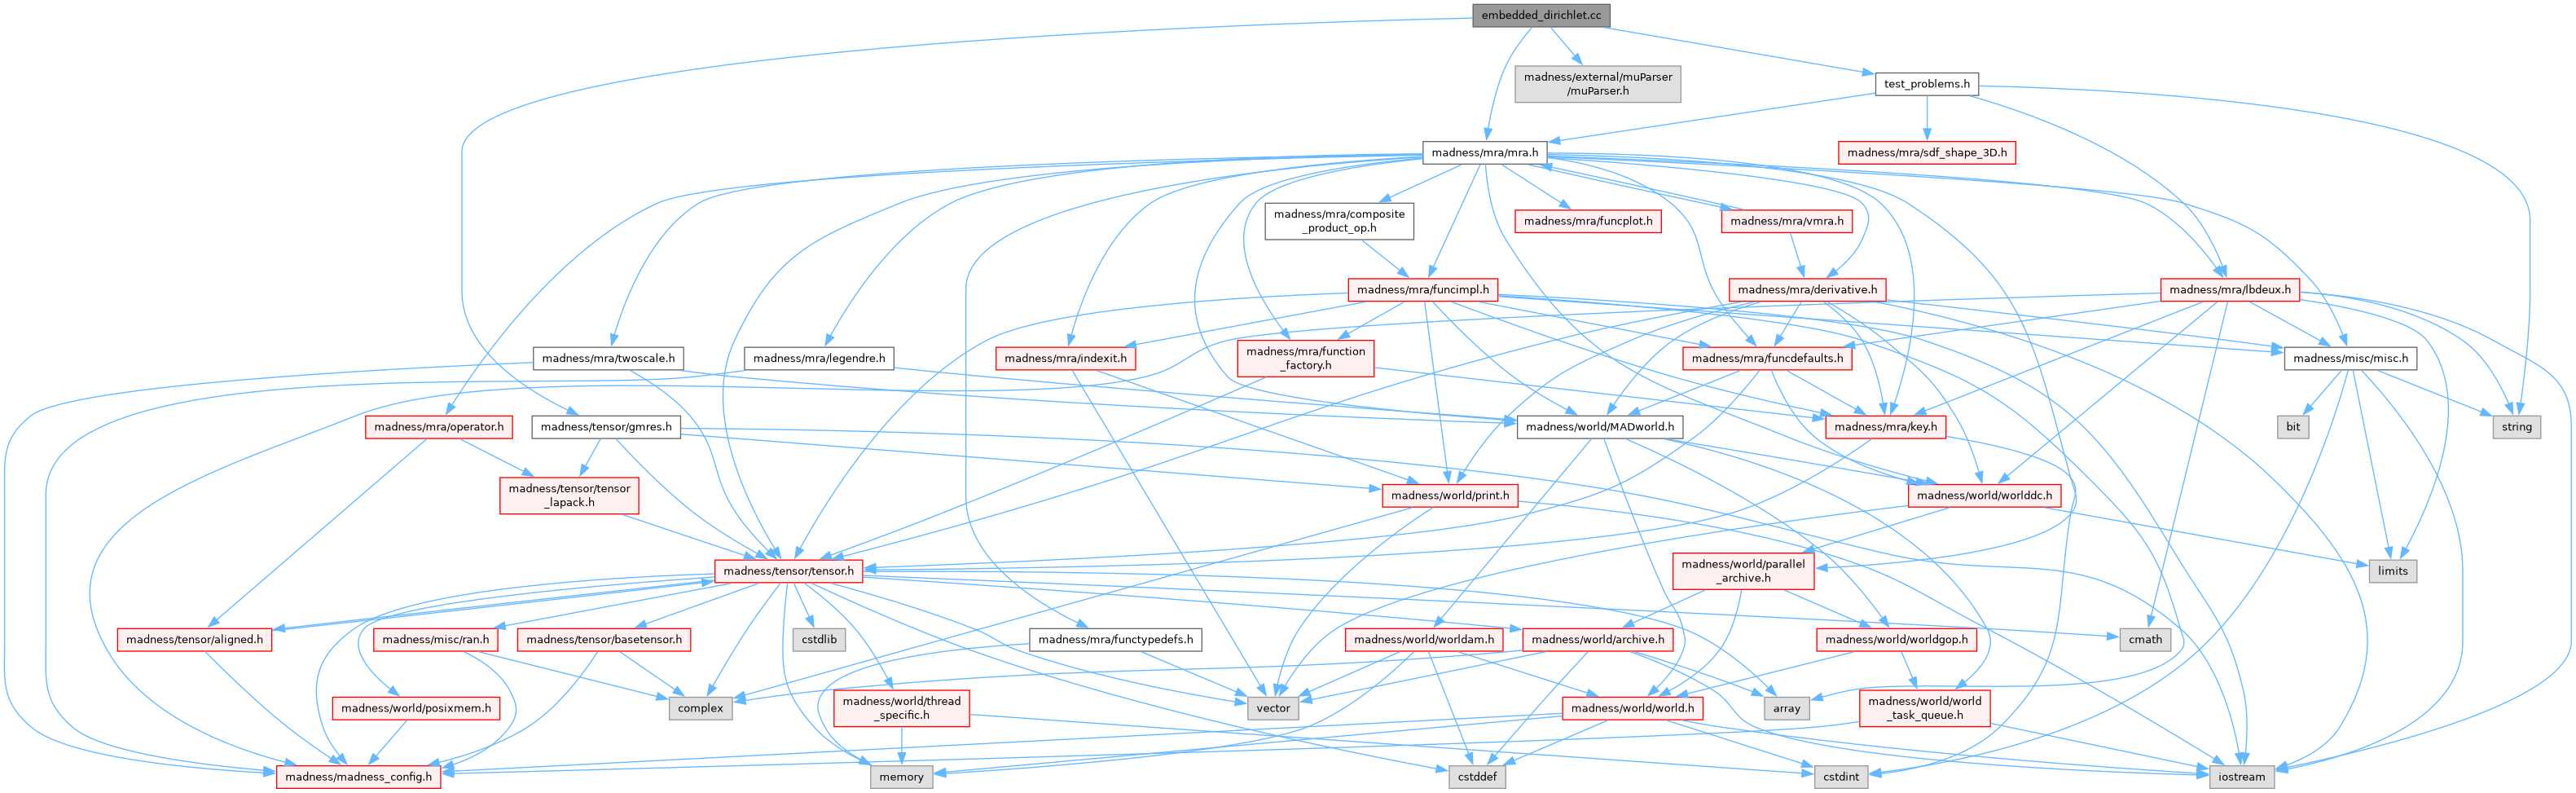 embedded_dirichlet.cc
madness/external/muParser
/muParser.h
test_problems.h
madness/mra/mra.h
madness/mra/sdf_shape_3D.h
madness/mra/composite
_product_op.h
madness/mra/funcplot.h
madness/mra/vmra.h
madness/mra/funcimpl.h
madness/mra/derivative.h
madness/mra/lbdeux.h
madness/mra/twoscale.h
madness/mra/legendre.h
madness/mra/indexit.h
madness/mra/function
_factory.h
madness/mra/funcdefaults.h
madness/misc/misc.h
madness/mra/operator.h
madness/tensor/gmres.h
madness/world/MADworld.h
madness/mra/key.h
bit
string
madness/tensor/tensor
_lapack.h
madness/world/print.h
madness/world/worlddc.h
madness/tensor/tensor.h
madness/world/parallel
_archive.h
limits
madness/tensor/aligned.h
madness/misc/ran.h
madness/tensor/basetensor.h
cstdlib
madness/mra/functypedefs.h
madness/world/worldam.h
madness/world/archive.h
madness/world/worldgop.h
cmath
madness/world/posixmem.h
complex
madness/world/thread
_specific.h
vector
madness/world/world.h
array
madness/world/world
_task_queue.h
madness/madness_config.h
memory
cstddef
cstdint
iostream